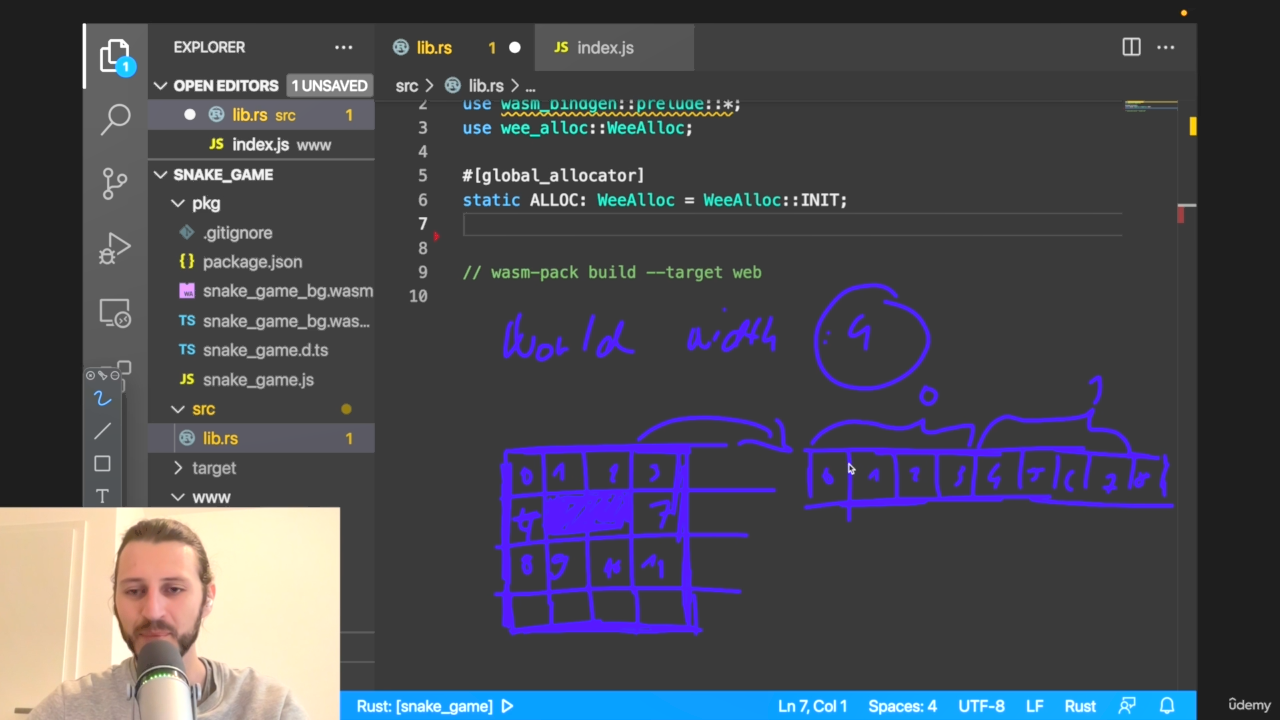 EXPLORER
lib.rs 1
JS index.js
OPEN EDITORS 1 UNSAVED
src > lib.rs > ...
lib.rs src 1
JS index.js www
SNAKE_GAME
pkg
.gitignore
{} package.json
snake_game_bg.wasm
TS snake_game_bg.was...
TS snake_game.d.ts
JS snake_game.js
src
lib.rs 1
target
www
T
2 use wasm_bindgen::prelude::*;
3 use wee_alloc::WeeAlloc;
4
5 #[global_allocator]
6 static ALLOC: WeeAlloc = WeeAlloc::INIT;
7
8
9 // wasm-pack build --target web
10
World width : 4
0 1
0 1 2 3
4 7
8 9 10 11
0 1 2 3 4 5 6 7 8
Rust: [snake_game]
Ln 7, Col 1
Spaces: 4
UTF-8
LF
Rust
ûdemy